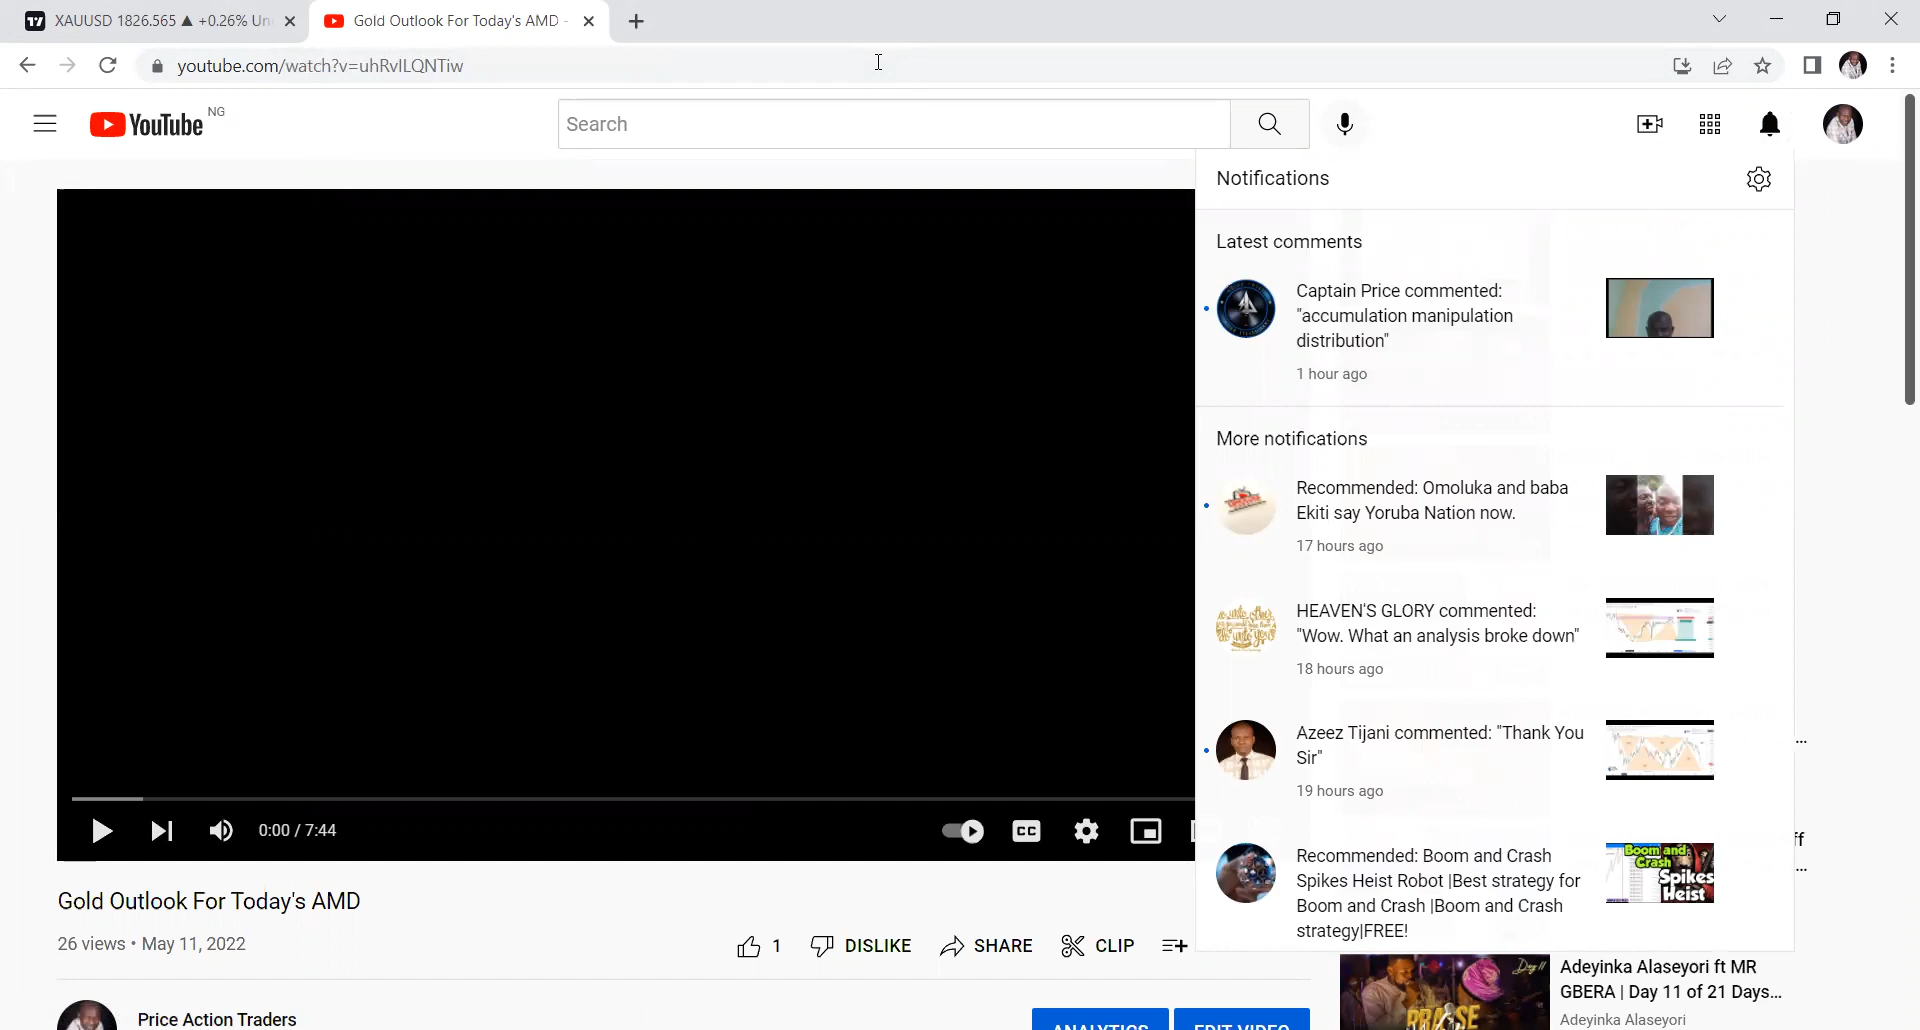 XAUUSD 1826.565 ▲ +0.26% Un
Gold Outlook For Today's AMD -
youtube.com/watch?v=uhRvILQNTiw
YouTube NG
Search
Notifications
Latest comments
Captain Price commented:
"accumulation manipulation
distribution"
1 hour ago
More notifications
Recommended: Omoluka and baba
Ekiti say Yoruba Nation now.
17 hours ago
HEAVEN'S GLORY commented:
"Wow. What an analysis broke down"
18 hours ago
Azeez Tijani commented: "Thank You
Sir"
19 hours ago
Recommended: Boom and Crash
Spikes Heist Robot |Best strategy for
Boom and Crash |Boom and Crash
strategy|FREE!
Boom and
Crash
Spikes
Heist
...
ff
...
0:00 / 7:44
CC
Gold Outlook For Today's AMD
26 views • May 11, 2022
1 DISLIKE SHARE CLIP
Price Action Traders
ANALYTICS EDIT VIDEO
Day 11
PRAISE
Adeyinka Alaseyori ft MR
GBERA | Day 11 of 21 Days...
Adeyinka Alaseyori